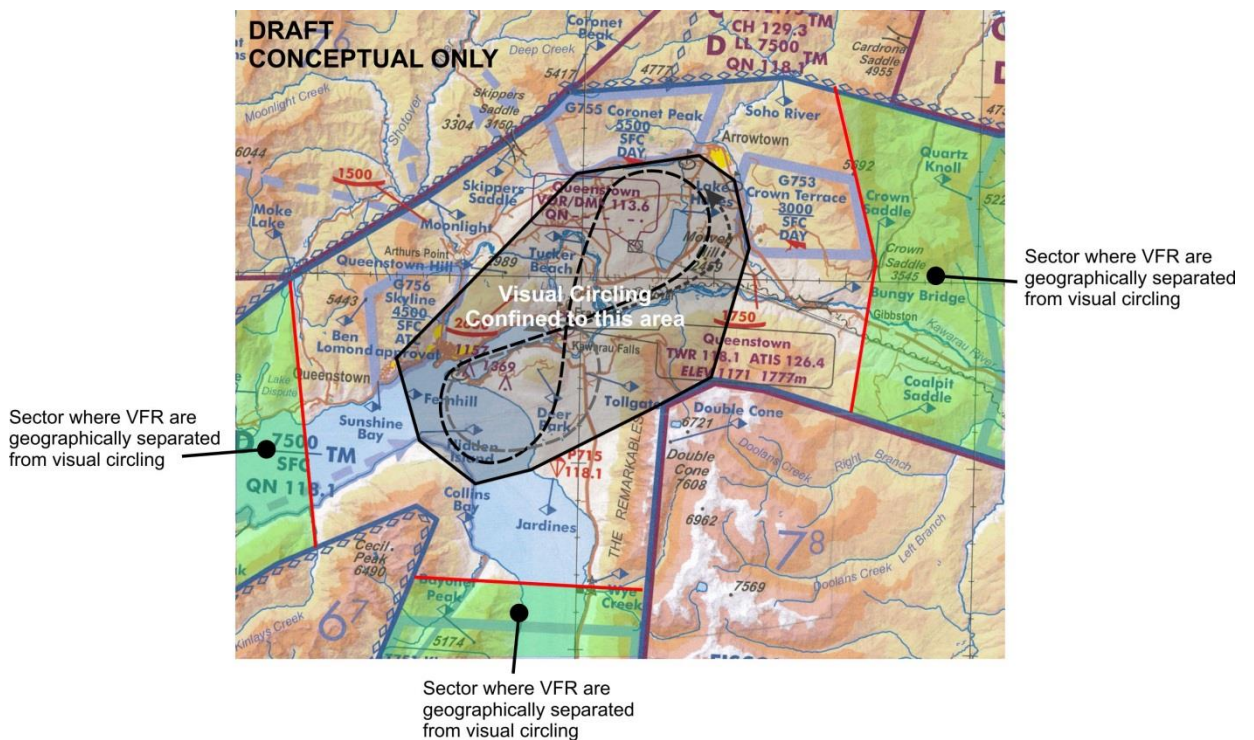 DRAFT
CONCEPTUAL ONLY
Coronet
Peak
Deep Creek
CH 129.3
D LL 7500 TM
QN 118.1
Cardrona
Saddle
4955
Moonlight Creek
Shotover
Skippers
Saddle
3150
5417
4777
3304
6044
G755 Coronet Peak
5500
SFC
DAY
Soho River
Arrowtown
5592
Quartz
Knoll
1500
Skippers
Saddle
Queenstown
VOR/DME 113.6
QN
Lake
Hayes
G753
Crown Terrace
3000
SFC
DAY
Crown
Saddle
Moke
Lake
Moonlight
Arthurs Point
Tucker
Beach
Morven
Hill
Crown
Saddle
3545
Queenstown Hill
G756
Skyline
4500
SFC
5443
Visual Circling
Confined to this area
Bungy Bridge
Gibbston
Kawarau River
Ben
Lomond
approval
1369
Kawarau Falls
1750
Queenstown
TWR 118.1 ATIS 126.4
ELEV 1171 1777m
Lake
Dispute
Queenstown
Fernhill
Sunshine
Bay
Deer
Park
Tollgate
Double Cone
Coalpit
Saddle
Hidden
Island
6721
Double
Cone
7608
Doolans Creek
Right Branch
D 7500 TM
SFC
QN 118.1
P715
118.1
THE REMARKABLES
Collins
Bay
Jardines
6962
7⁸
Left Branch
Doolans Creek
Cecil
Peak
6490
7569
Bayonet
Peak
Wye
Creek
Kinlays Creek
5174
Sector where VFR are
geographically separated
from visual circling
Sector where VFR are
geographically separated
from visual circling
Sector where VFR are
geographically separated
from visual circling